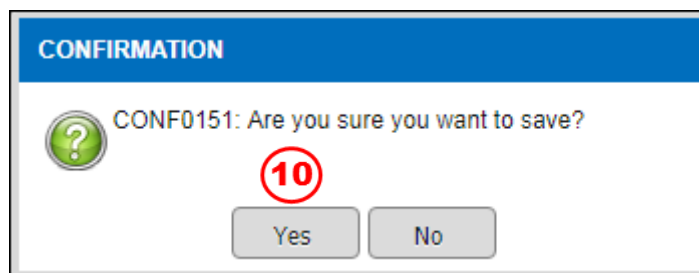 CONFIRMATION
CONF0151: Are you sure you want to save?
10
Yes No